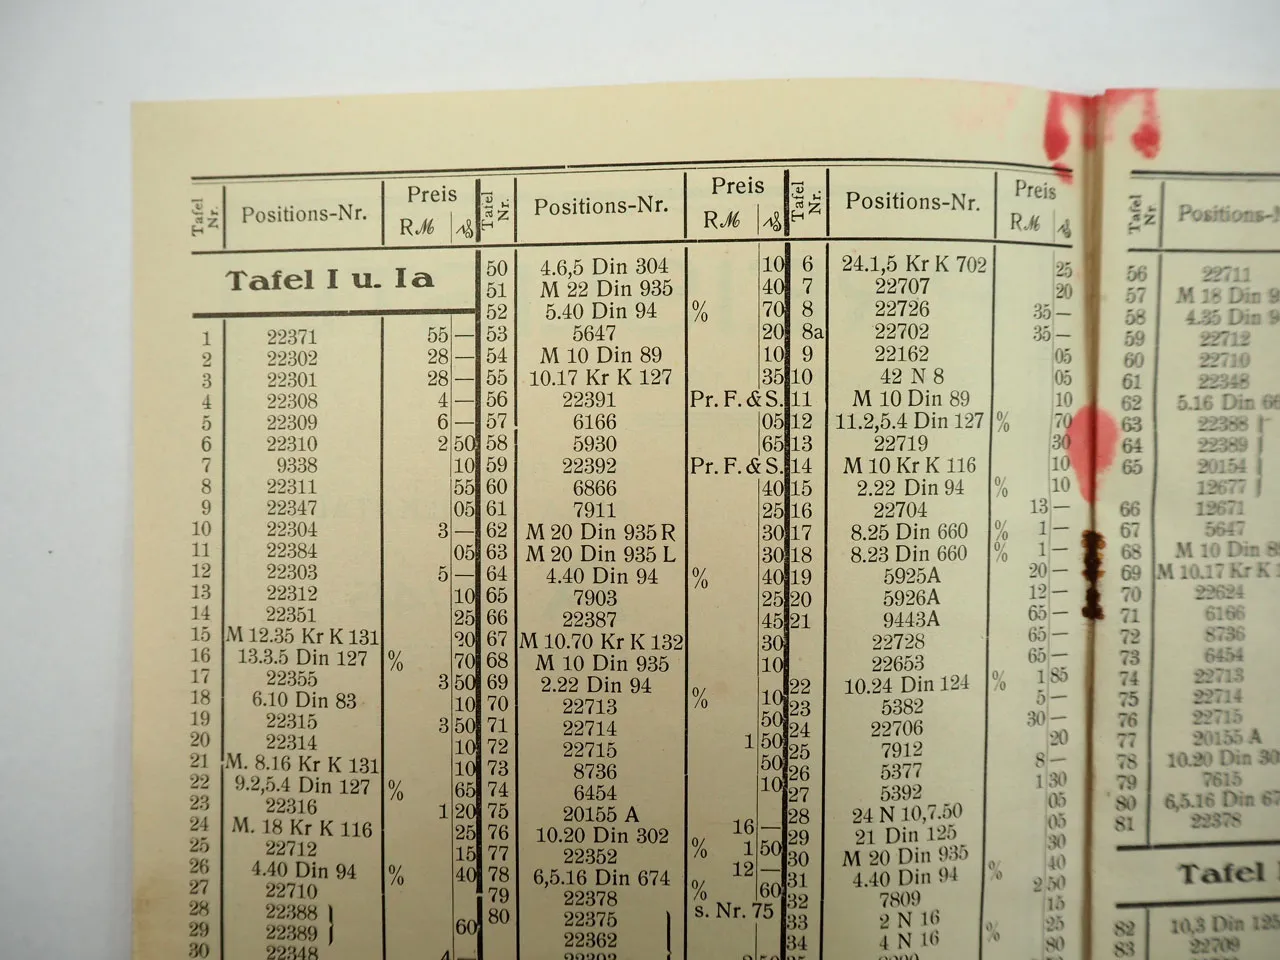 Tafel Nr. Positions-Nr. Preis RM ₰
Tafel I u. Ia
1 22371 55 —
2 22302 28 —
3 22301 28 —
4 22308 4 —
5 22309 6 —
6 22310 2 50
7 9338 10
8 22311 55
9 22347 05
10 22304 3 —
11 22384 05
12 22303 5 —
13 22312 10
14 22351 25
15 M 12.35 Kr K 131 20
16 13.3.5 Din 127 % 70
17 22355 3 50
18 6.10 Din 83 10
19 22315 3 50
20 22314 10
21 M. 8.16 Kr K 131 10
22 9.2,5.4 Din 127 % 65
23 22316 1 20
24 M. 18 Kr K 116 25
25 22712 15
26 4.40 Din 94 % 40
27 22710
28 22388 }
29 22389 } 60
30 22348 4 —
Tafel Nr. Positions-Nr. Preis RM ₰
50 4.6,5 Din 304 10
51 M 22 Din 935 40
52 5.40 Din 94 % 70
53 5647 20
54 M 10 Din 89 10
55 10.17 Kr K 127 35
56 22391 Pr. F. & S.
57 6166 05
58 5930 65
59 22392 Pr. F. & S.
60 6866 40
61 7911 25
62 M 20 Din 935 R 30
63 M 20 Din 935 L 30
64 4.40 Din 94 % 40
65 7903 25
66 22387 45
67 M 10.70 Kr K 132 30
68 M 10 Din 935 10
69 2.22 Din 94 % 10
70 22713 50
71 22714 1 50
72 22715 50
73 8736 10
74 6454
75 20155 A 16 —
76 10.20 Din 302 % 1 50
77 22352 12 —
78 6,5.16 Din 674 % 60
79 22378 s. Nr. 75
80 22375 }
22362
Tafel Nr. Positions-Nr. Preis RM ₰
6 24.1,5 Kr K 702 25
7 22707 20
8 22726 35 —
8a 22702 35 —
9 22162 05
10 42 N 8 05
11 M 10 Din 89 10
12 11.2,5.4 Din 127 % 70
13 22719 30
14 M 10 Kr K 116 10
15 2.22 Din 94 % 10
16 22704 13 —
17 8.25 Din 660 % 1 —
18 8.23 Din 660 % 1 —
19 5925A 20 —
20 5926A 12 —
21 9443A 65 —
22728 65 —
22653 65 —
22 10.24 Din 124 % 1 85
23 5382 5 —
24 22706 30 —
25 7912 20
26 5377 8 —
27 5392 1 30
28 24 N 10,7.50 05
29 21 Din 125 05
30 M 20 Din 935 30
31 4.40 Din 94 % 40
32 7809 2 50
33 2 N 16 15
34 4 N 16 % 25
80
Tafel Nr Positions-N
56 22711
57 M 18 Din 9
58 4.35 Din 9
59 22712
60 22710
61 22348
62 5.16 Din 66
63 22388 }
64 22389 }
65 20154 }
12677 }
66 12671
67 5647
68 M 10 Din 8
69 M 10.17 Kr K 1
70 22624
71 6166
72 8736
73 6454
74 22713
75 22714
76 22715
77 20155 A
78 10.20 Din 30
79 7615
80 6,5.16 Din 67
81 22378
Tafel
82 10,3 Din 125
83 22709